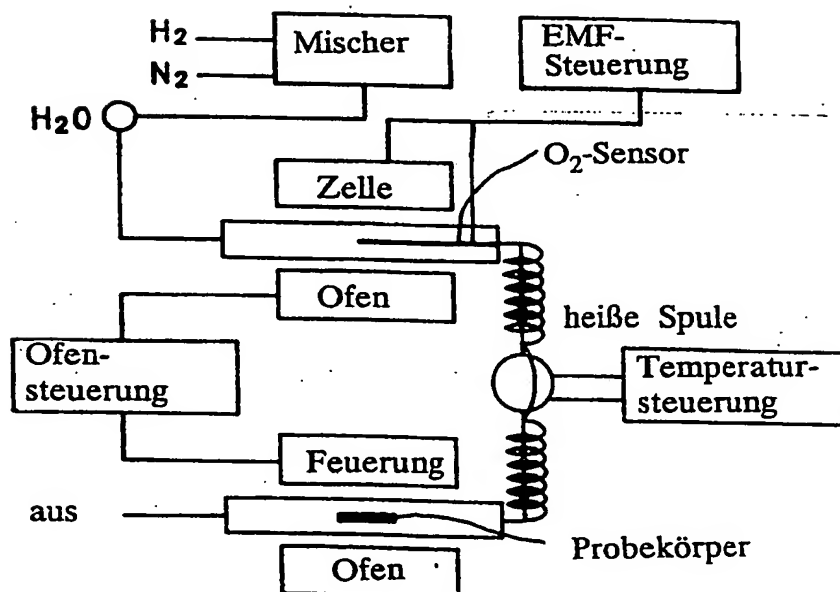 H2
N2
Mischer
EMF-
Steuerung
H2O
O2-Sensor
Zelle
Ofen
heiße Spule
Ofen-
steuerung
Temperatur-
steuerung
Feuerung
aus
Probekörper
Ofen